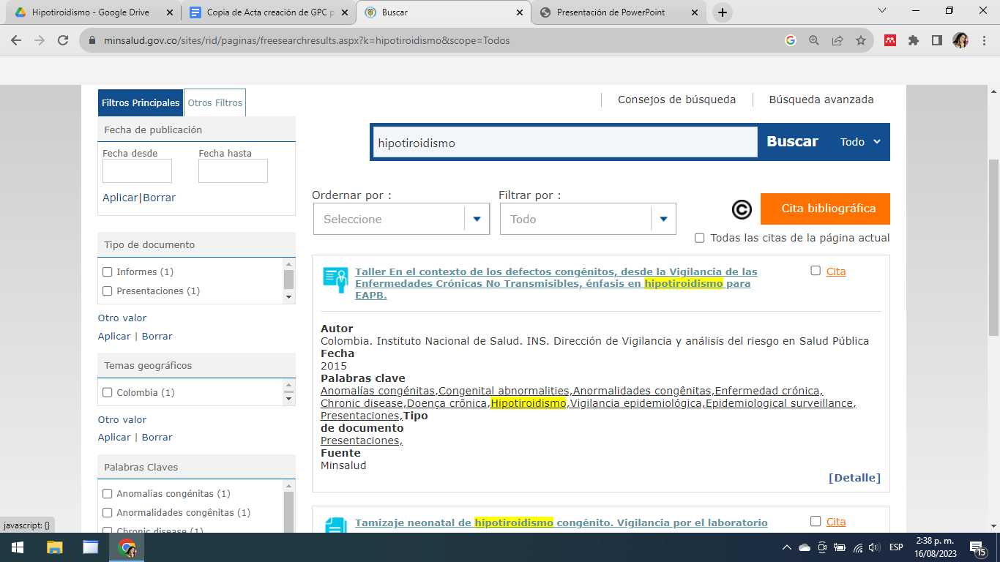 Hipotiroidismo - Google Drive
Copia de Acta creación de GPC p
Buscar
Presentación de PowerPoint
minsalud.gov.co/sites/rid/paginas/freesearchresults.aspx?k=hipotiroidismo&scope=Todos
Filtros Principales
Otros Filtros
Consejos de búsqueda
Búsqueda avanzada
Fecha de publicación
Fecha desde
Fecha hasta
Aplicar|Borrar
hipotiroidismo
Buscar
Todo
Ordernar por :
Filtrar por :
Seleccione
Todo
© Cita bibliográfica
Todas las citas de la página actual
Tipo de documento
Informes (1)
Presentaciones (1)
Otro valor
Aplicar | Borrar
Temas geográficos
Colombia (1)
Otro valor
Aplicar | Borrar
Palabras Claves
Anomalías congénitas (1)
Anormalidades congênitas (1)
Chronic disease (1)
Taller En el contexto de los defectos congénitos, desde la Vigilancia de las
Enfermedades Crónicas No Transmisibles, énfasis en hipotiroidismo para
EAPB.
Cita
Autor
Colombia. Instituto Nacional de Salud. INS. Dirección de Vigilancia y análisis del riesgo en Salud Pública
Fecha
2015
Palabras clave
Anomalías congénitas,Congenital abnormalities,Anormalidades congênitas,Enfermedad crónica,
Chronic disease,Doença crônica,Hipotiroidismo,Vigilancia epidemiológica,Epidemiological surveillance,
Presentaciones,Tipo
de documento
Presentaciones,
Fuente
Minsalud
[Detalle]
Tamizaje neonatal de hipotiroidismo congénito. Vigilancia por el laboratorio
Cita
javascript: {}
ESP
2:38 p. m.
16/08/2023
15